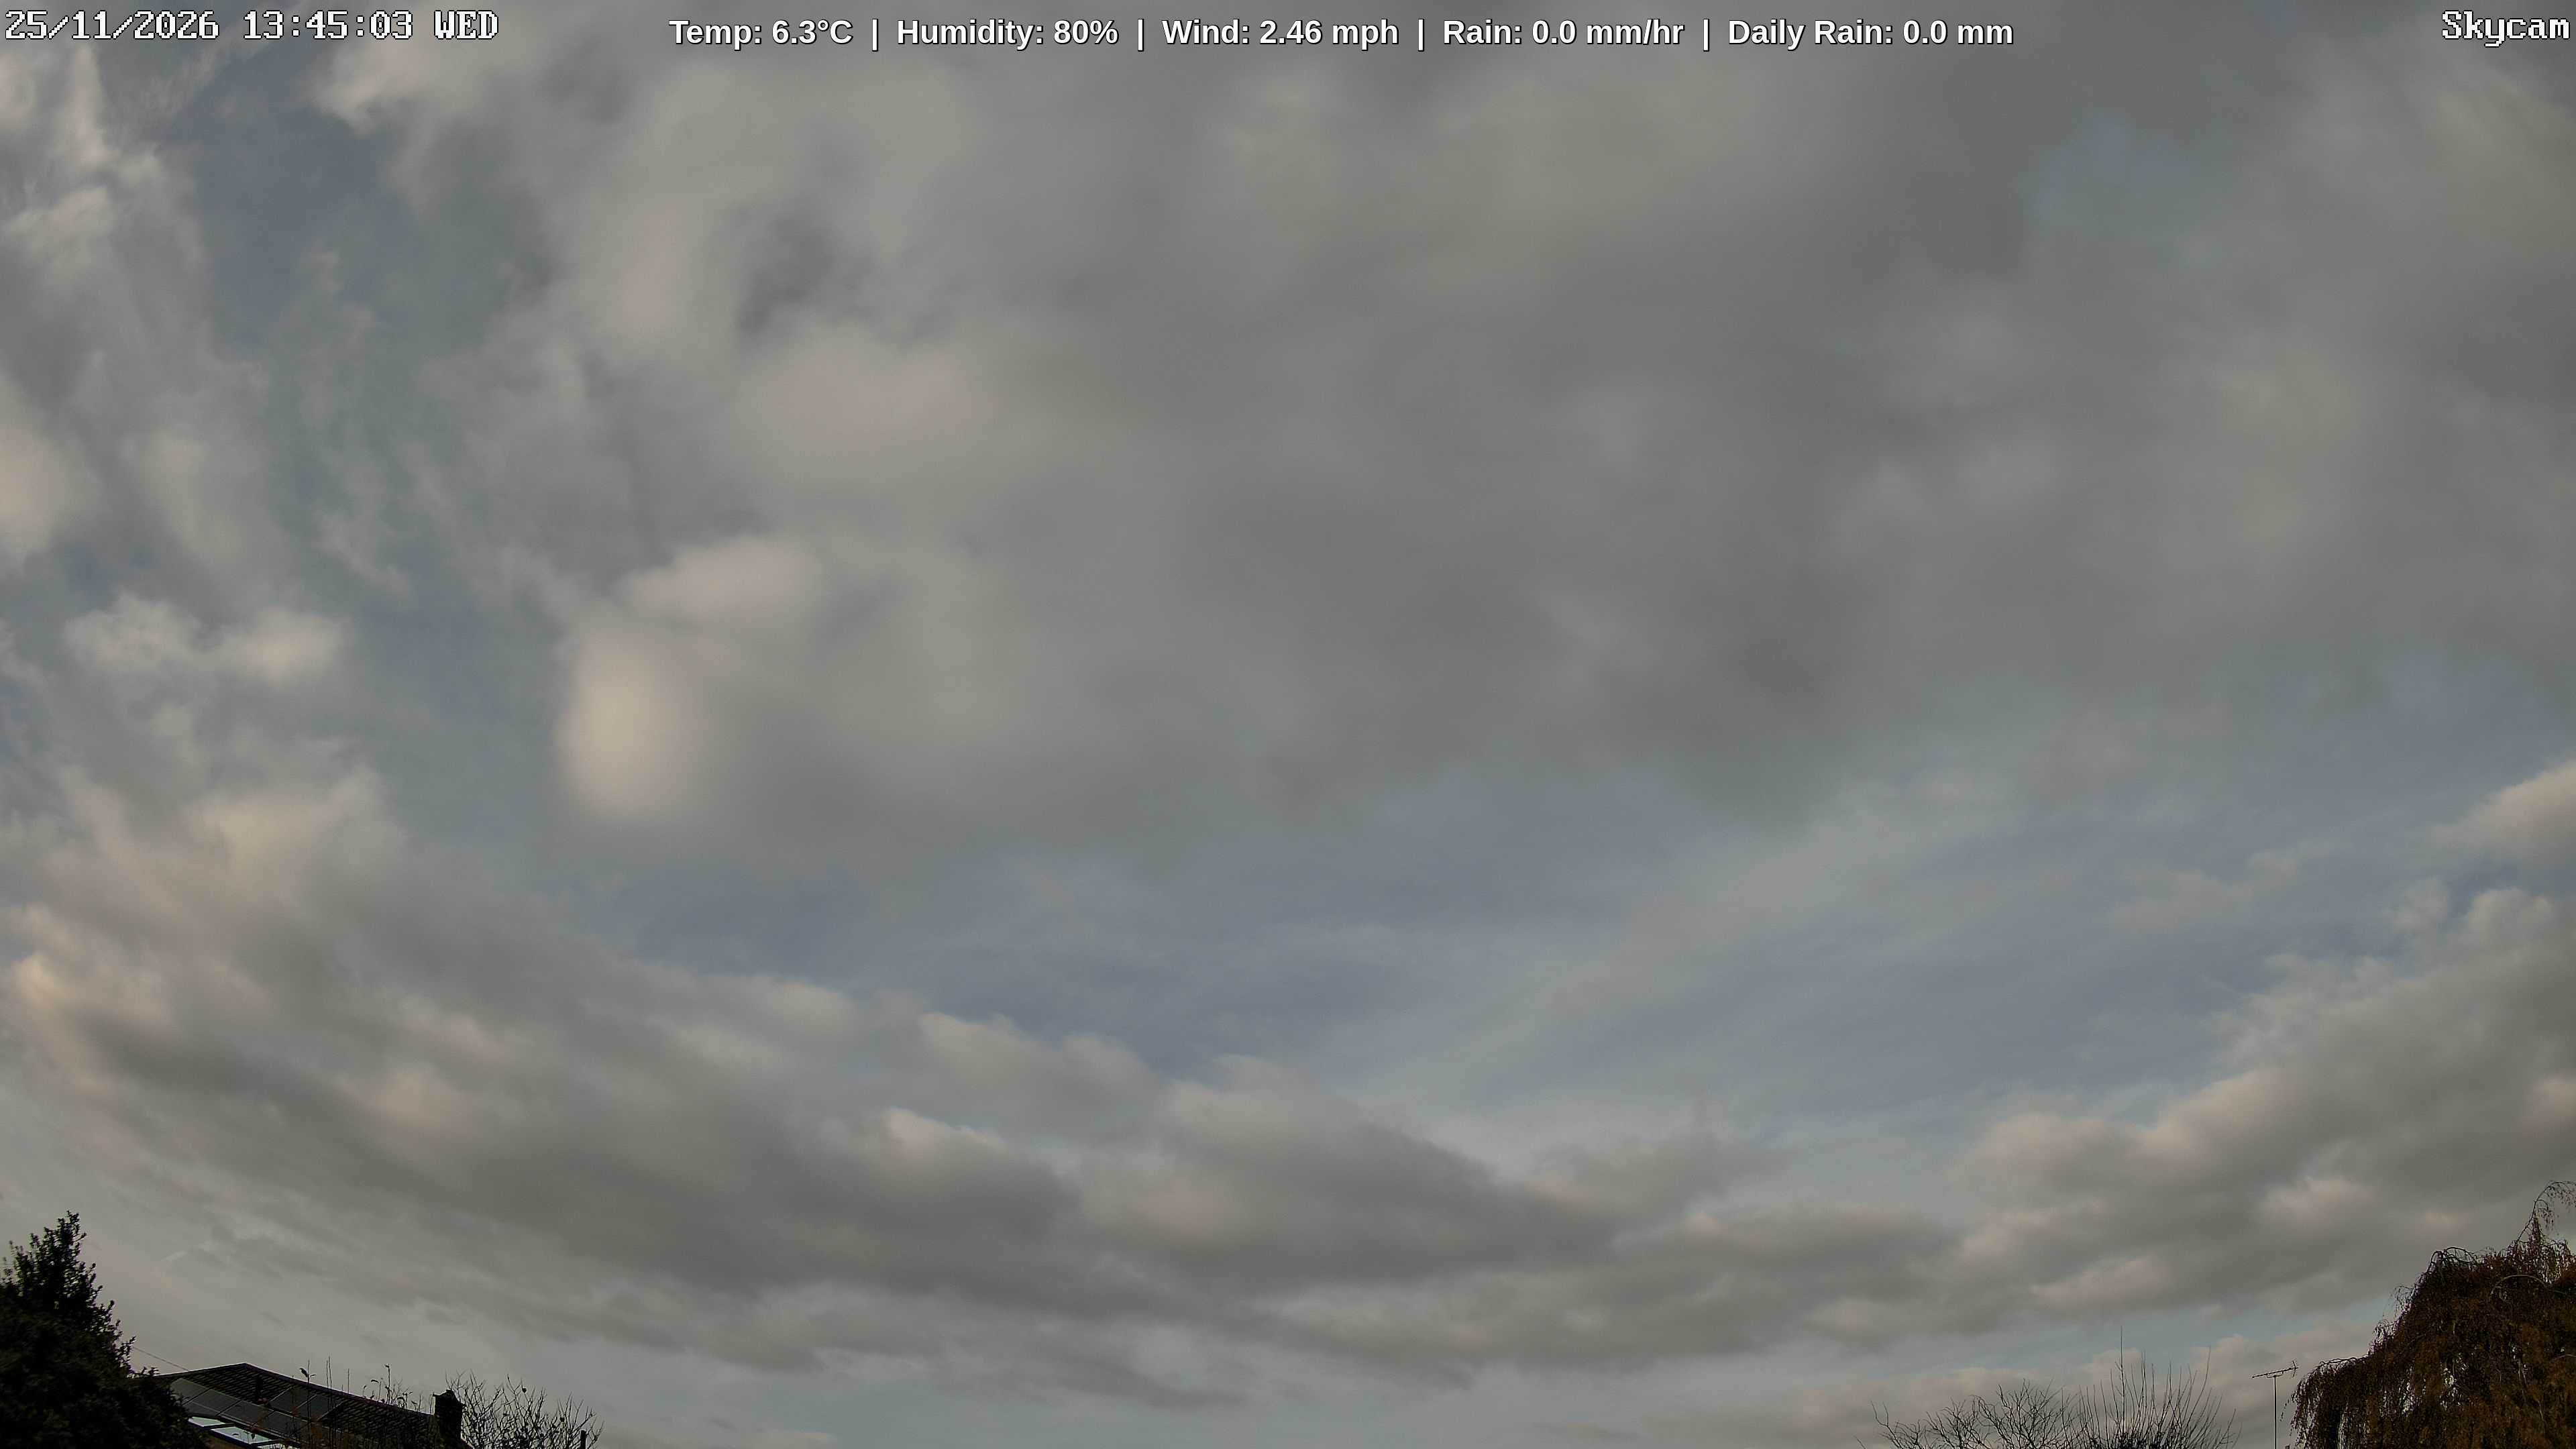 25/11/2026 13:45:03 WED
Temp: 6.3°C | Humidity: 80% | Wind: 2.46 mph | Rain: 0.0 mm/hr | Daily Rain: 0.0 mm
Skycam